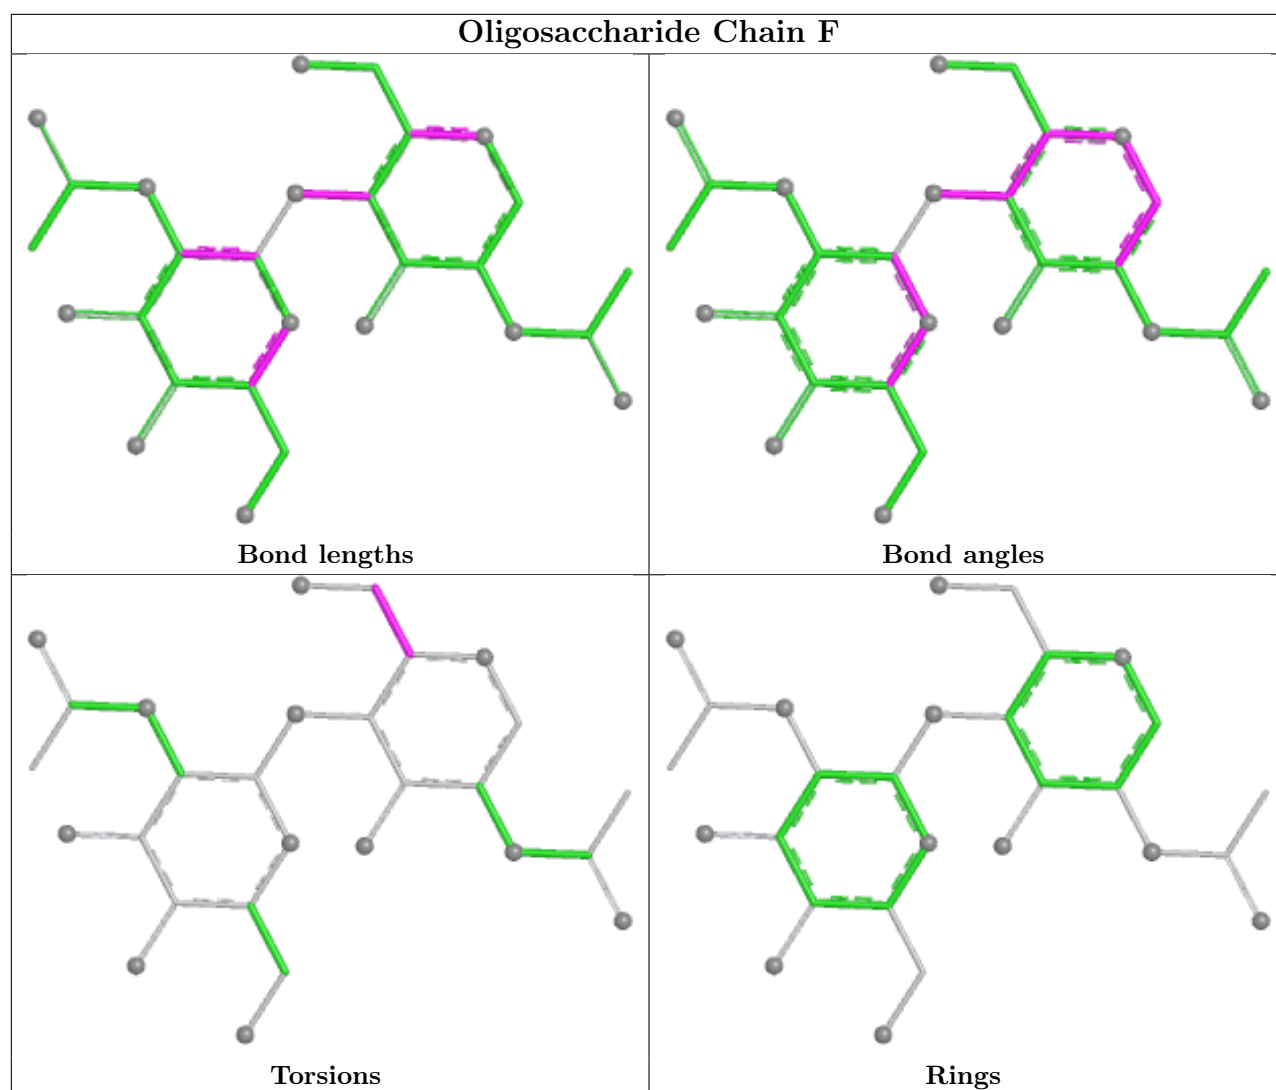 Oligosaccharide Chain F
Bond lengths
Bond angles
Torsions
Rings